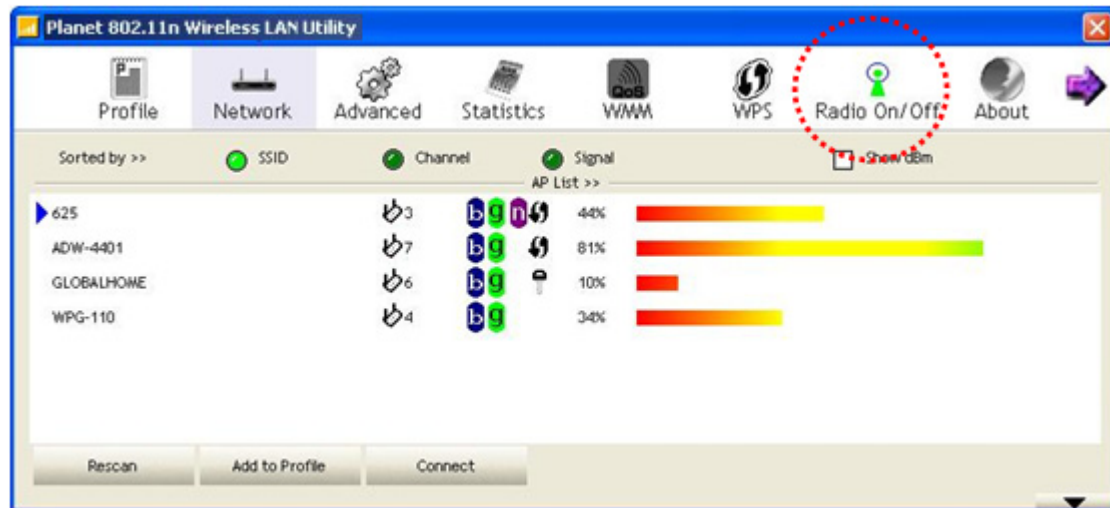 Planet 802.11n Wireless LAN Utility
P
QoS
Profile Network Advanced Statistics WMM WPS Radio On/Off About
Sorted by >> SSID Channel Signal Show dBm
AP List >>
625 3 b g n 44%
ADW-4401 7 b g 81%
GLOBALHOME 6 b g 10%
WPG-110 4 b g 34%
Rescan Add to Profile Connect